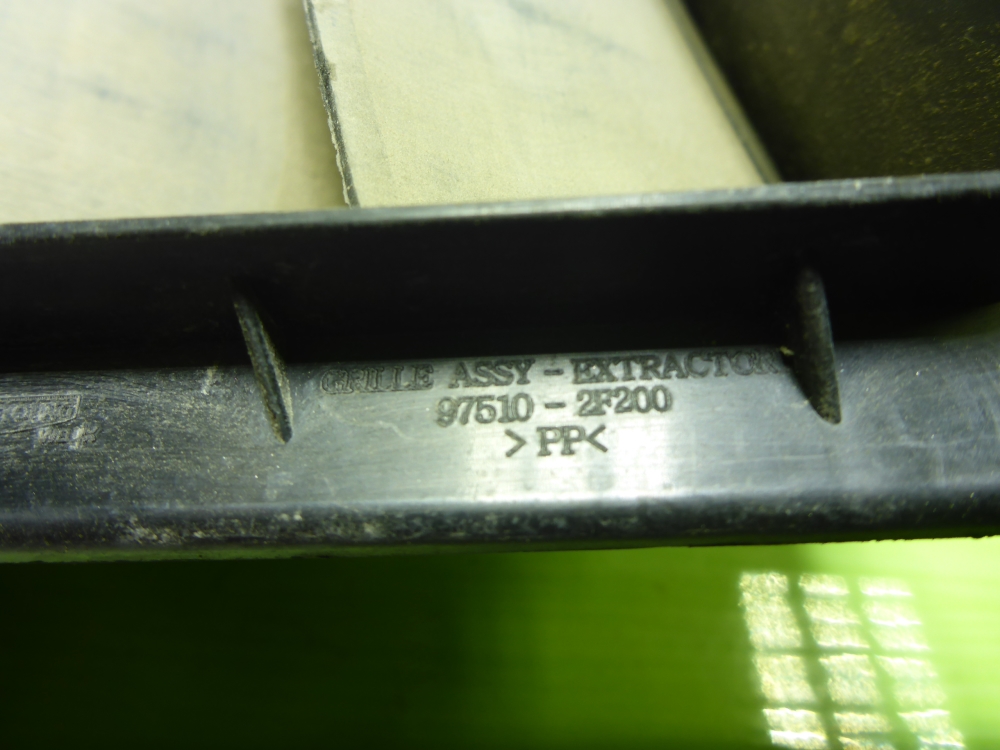 GRILLE ASSY - EXTRACTOR
97510 - 2F200
>PP<